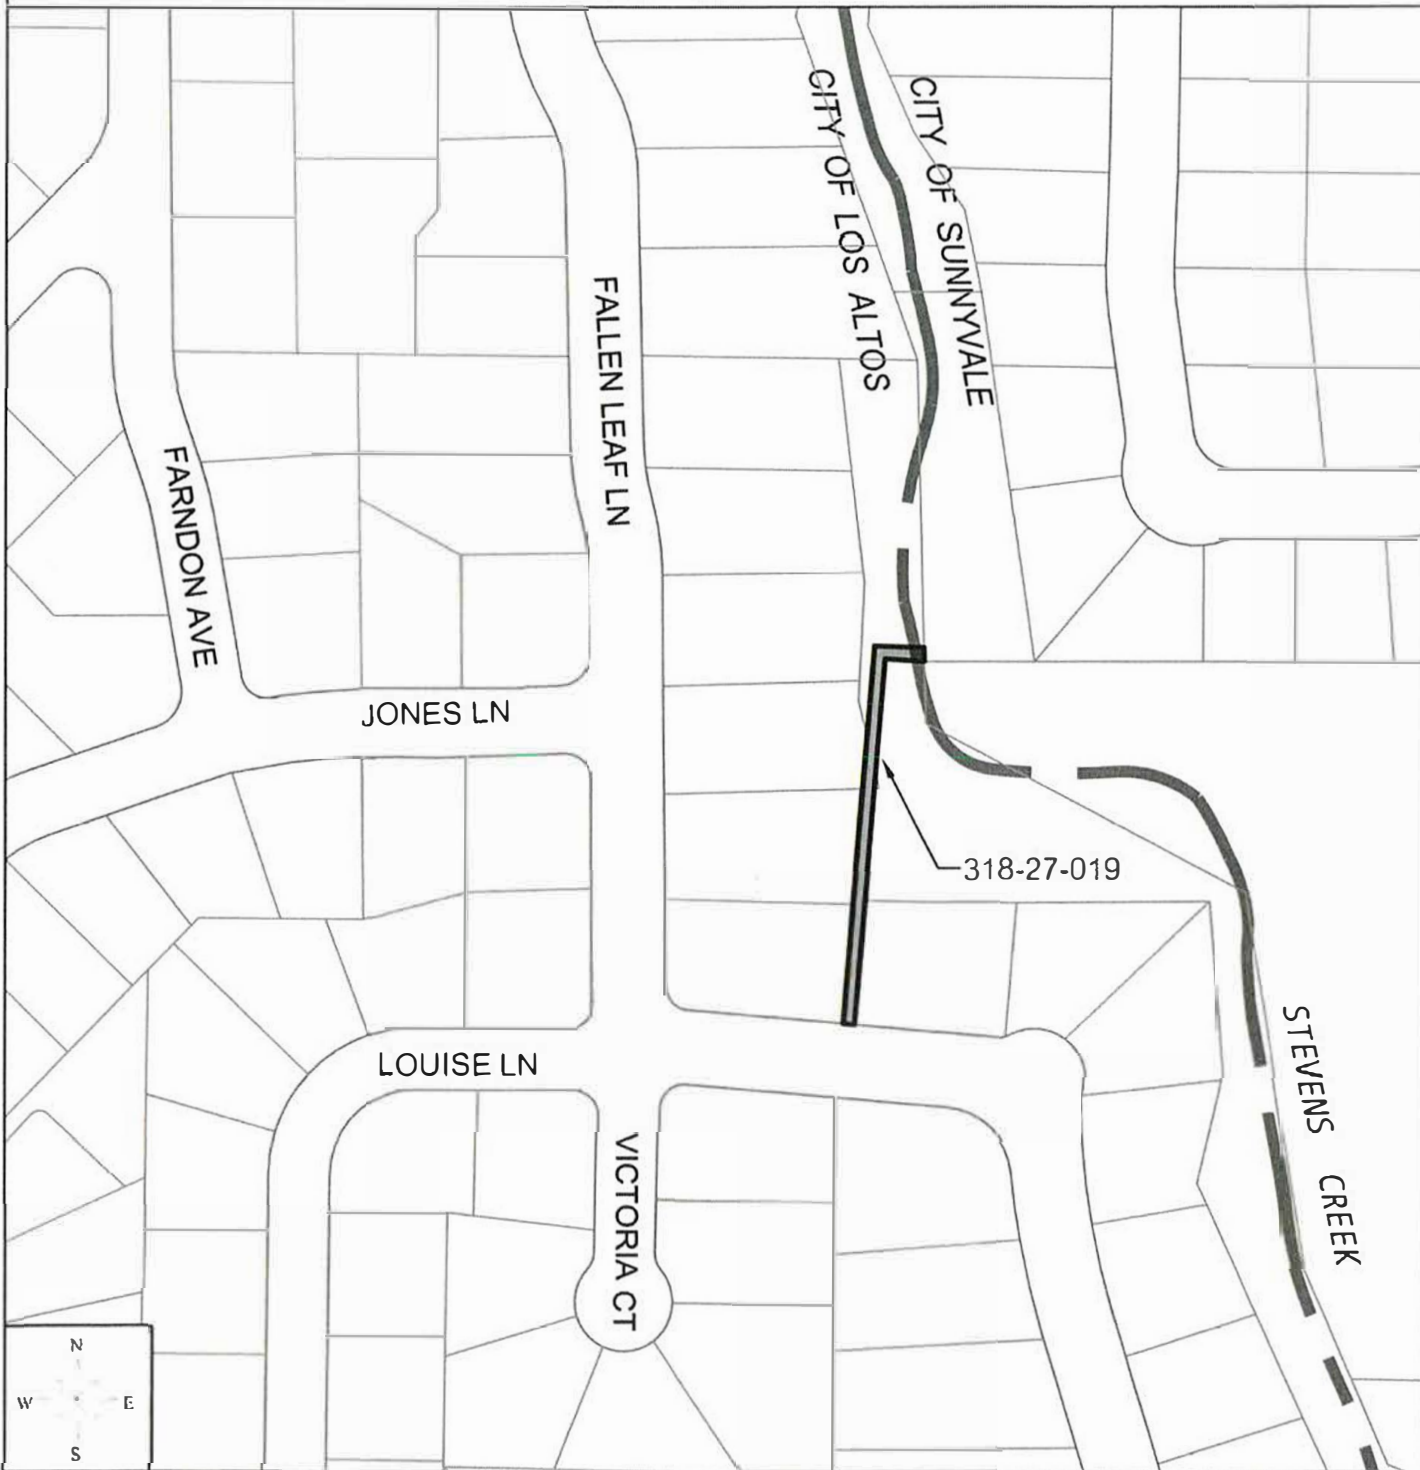 CITY OF LOS ALTOS
CITY OF SUNNYVALE
FALLEN LEAF LN
FARNDON AVE
JONES LN
318-27-019
STEVENS CREEK
LOUISE LN
VICTORIA CT
N
W E
S